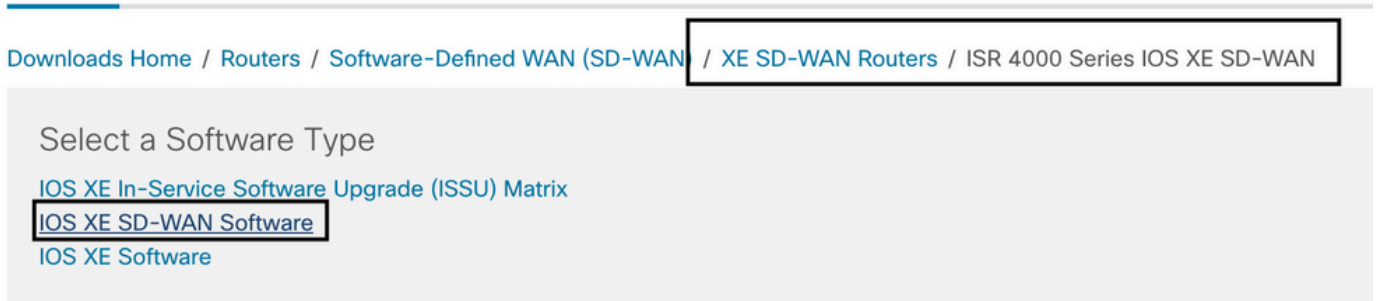 Downloads Home / Routers / Software-Defined WAN (SD-WAN) / XE SD-WAN Routers / ISR 4000 Series IOS XE SD-WAN
Select a Software Type
IOS XE In-Service Software Upgrade (ISSU) Matrix
IOS XE SD-WAN Software
IOS XE Software